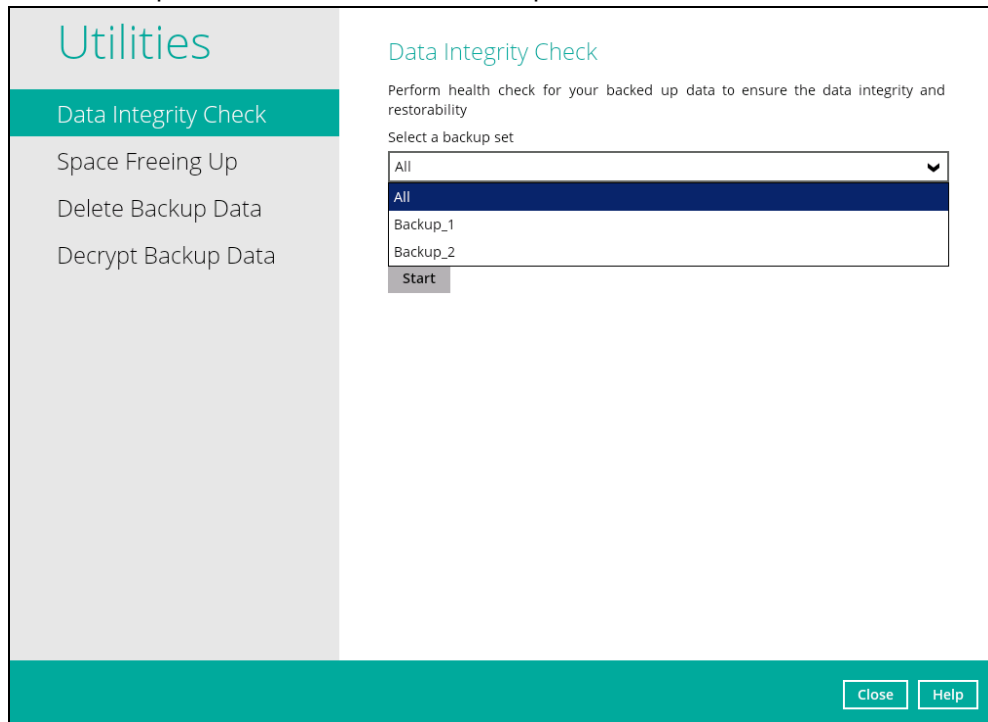 Utilities
Data Integrity Check
Space Freeing Up
Delete Backup Data
Decrypt Backup Data
Data Integrity Check
Perform health check for your backed up data to ensure the data integrity and
restorability
Select a backup set
All
All
Backup_1
Backup_2
Start
Close
Help